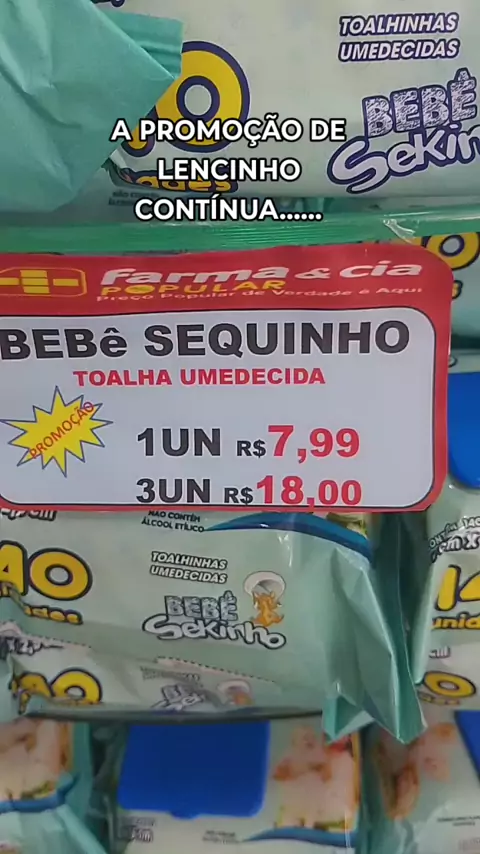 TOALHINHAS
UMEDECIDAS
BEBÊ
A PROMOÇÃO DE
LENCINHO
CONTÍNUA......
farma & cia
POPULAR
Preço Popular de Verdade é Aqui
BEBê SEQUINHO
TOALHA UMEDECIDA
PROMOÇÃO
1UN R$7,99
3UN R$18,00
NÃO CONTÉM
ÁLCOOL ETÍLICO
TOALHINHAS
UMEDECIDAS
BEBÊ
Sekinho